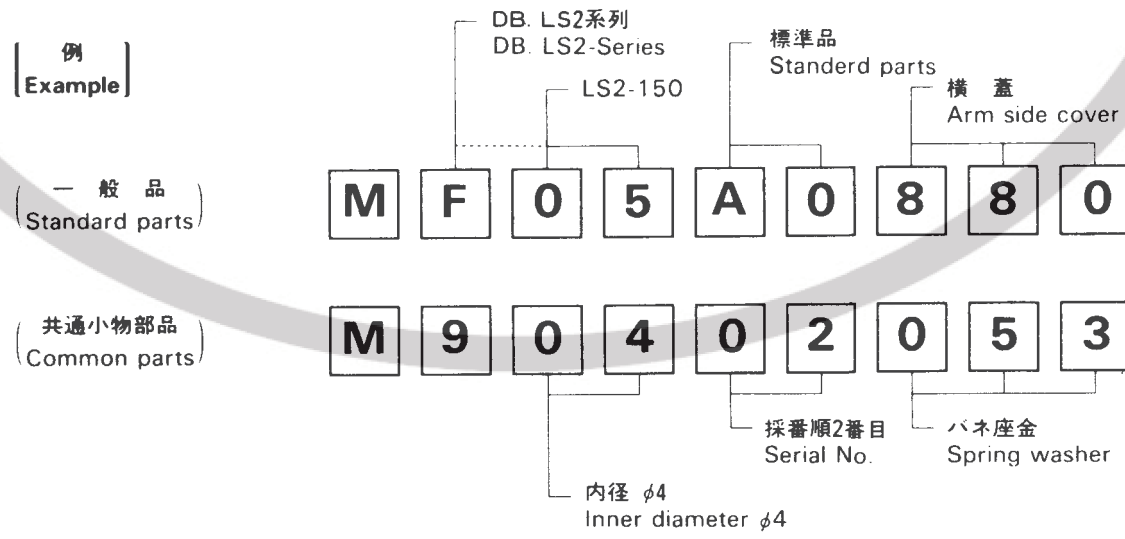 例
Example
DB. LS2系列
DB. LS2-Series
LS2-150
標準品
Standerd parts
横 蓋
Arm side cover
一 般 品
Standard parts
M F 0 5 A 0 8 8 0
共通小物部品
Common parts
M 9 0 4 0 2 0 5 3
採番順2番目
Serial No.
バネ座金
Spring washer
内径 φ4
Inner diameter φ4